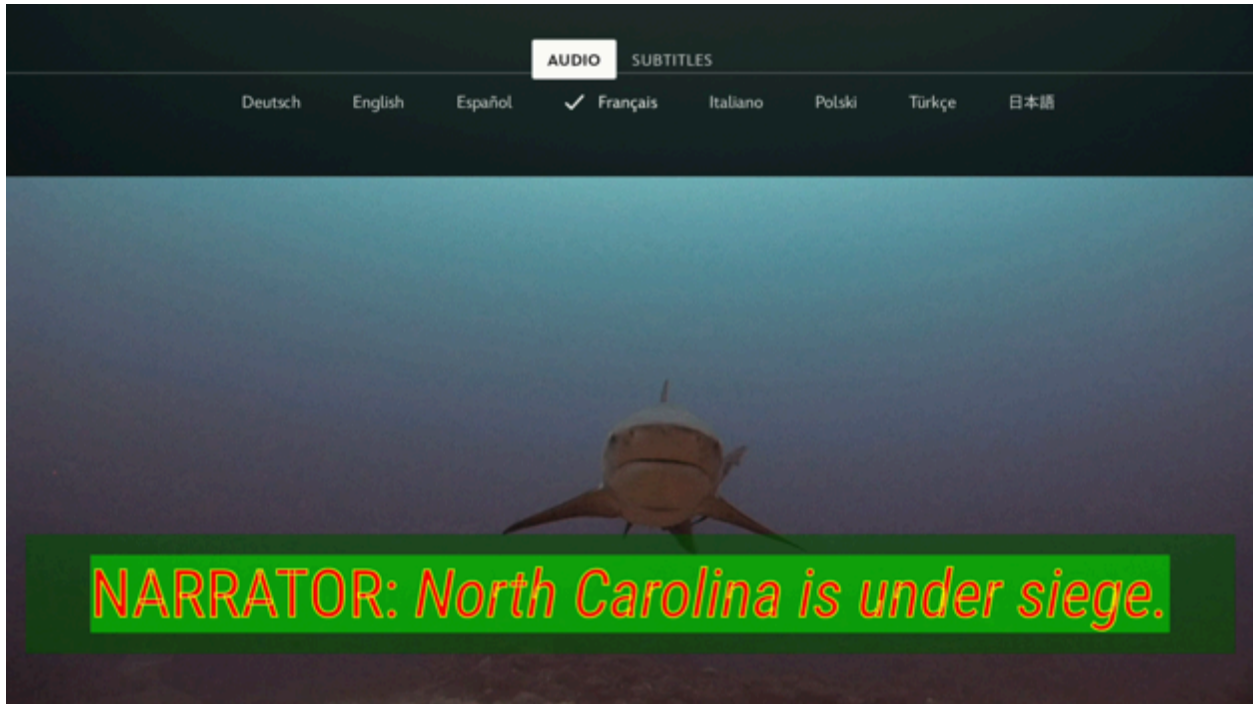 AUDIO SUBTITLES
Deutsch English Español ✓ Français Italiano Polski Türkçe 日本語
NARRATOR: North Carolina is under siege.